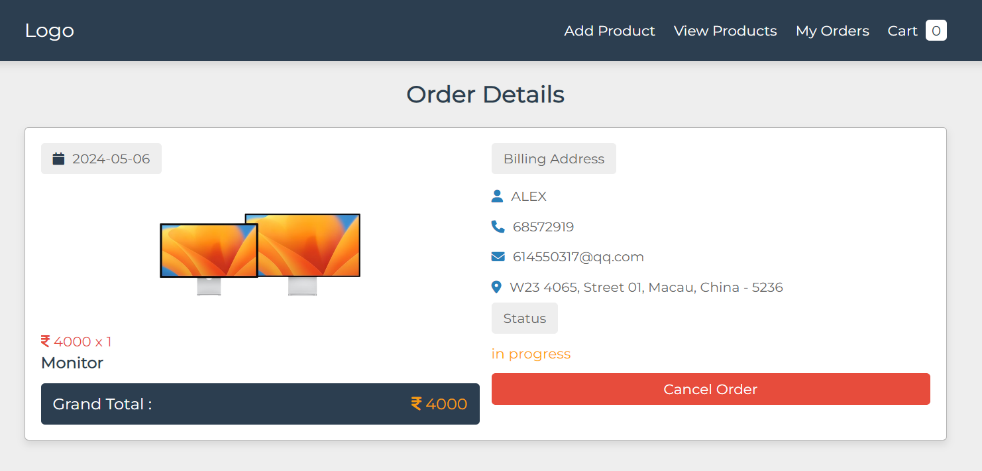 Logo
Add Product View Products My Orders Cart 0
Order Details
2024-05-06
₹ 4000 x 1
Monitor
Grand Total : ₹ 4000
Billing Address
ALEX
68572919
614550317@qq.com
W23 4065, Street 01, Macau, China - 5236
Status
in progress
Cancel Order